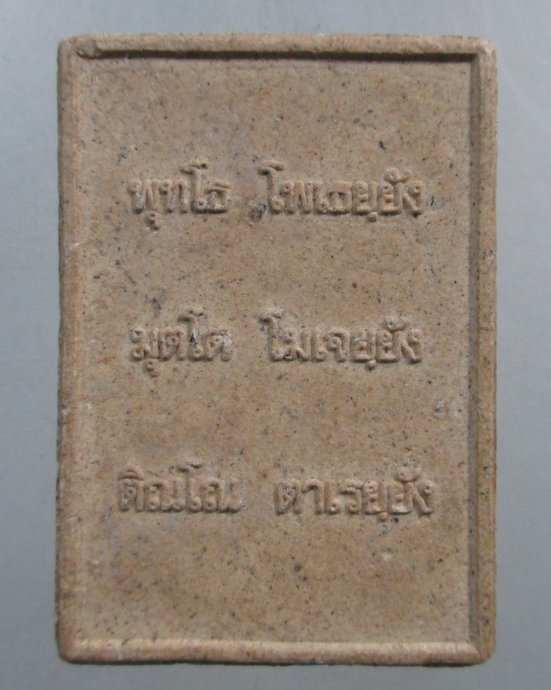 พุทโธ โพเธยฺยัง
มุตโต โมเจยฺยัง
ติณโณ ตาเรยฺยัง